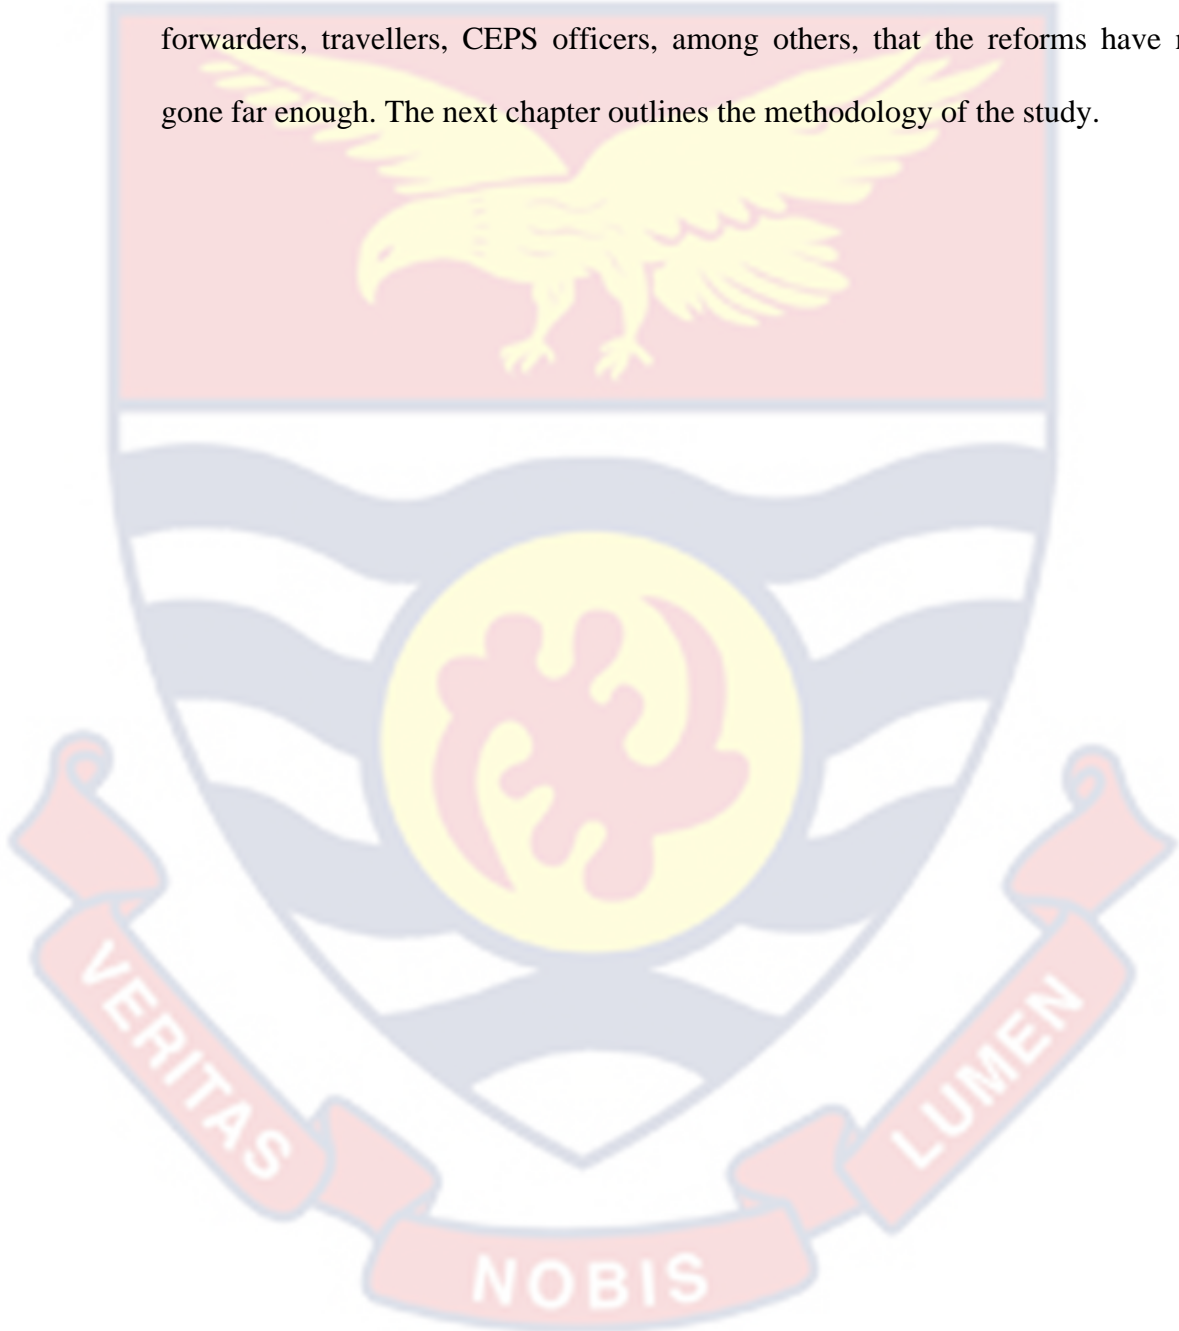 forwarders, travellers, CEPS officers, among others, that the reforms have
gone far enough. The next chapter outlines the methodology of the study.
VERITAS
NOBIS
LUMEN